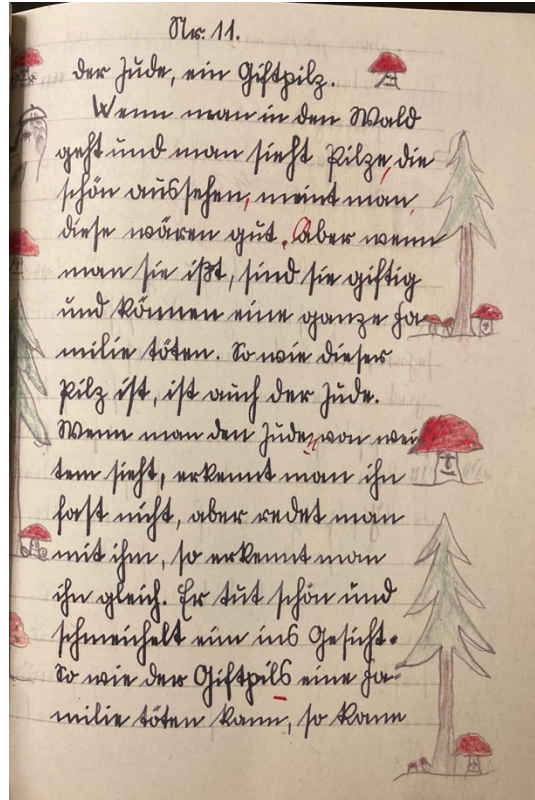 Nr. 11.
der Jude, ein Giftpilz.
Wenn man in den Wald
geht und man sieht Pilze, die
schön aussehen, meint man,
diese wären gut. Aber wenn
man sie ißt, sind sie giftig
und können eine ganze Fa-
milie töten. So wie dieser
Pilz ist, ist auch der Jude.
Wenn man den Jude, von wei
tem sieht, erkennt man ihn
fast nicht, aber redet man
mit ihm, so erkennt man
ihn gleich. Er tut schön und
schmeichelt eim ins Gesicht.
So wie der Giftpils eine Fa-
milie töten kann, so kann